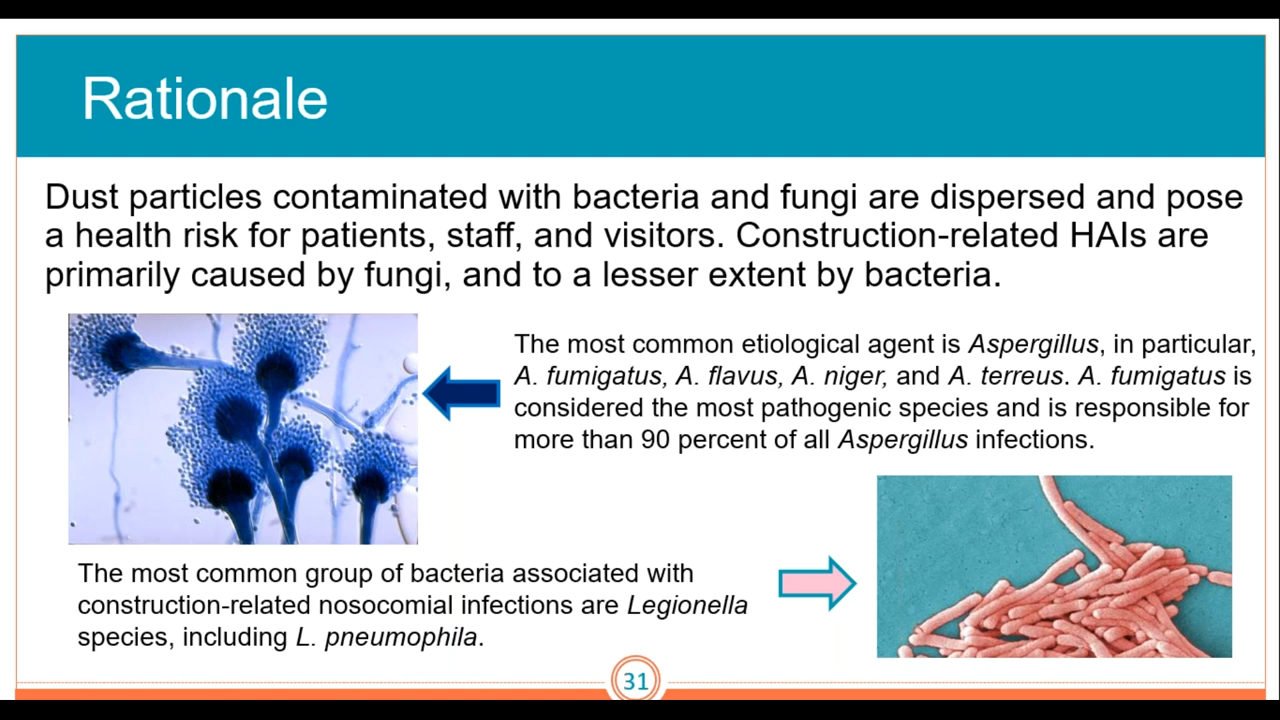 Rationale
Dust particles contaminated with bacteria and fungi are dispersed and pose
a health risk for patients, staff, and visitors. Construction-related HAIs are
primarily caused by fungi, and to a lesser extent by bacteria.
The most common etiological agent is Aspergillus, in particular,
A. fumigatus, A. flavus, A. niger, and A. terreus. A. fumigatus is
considered the most pathogenic species and is responsible for
more than 90 percent of all Aspergillus infections.
The most common group of bacteria associated with
construction-related nosocomial infections are Legionella
species, including L. pneumophila.
31